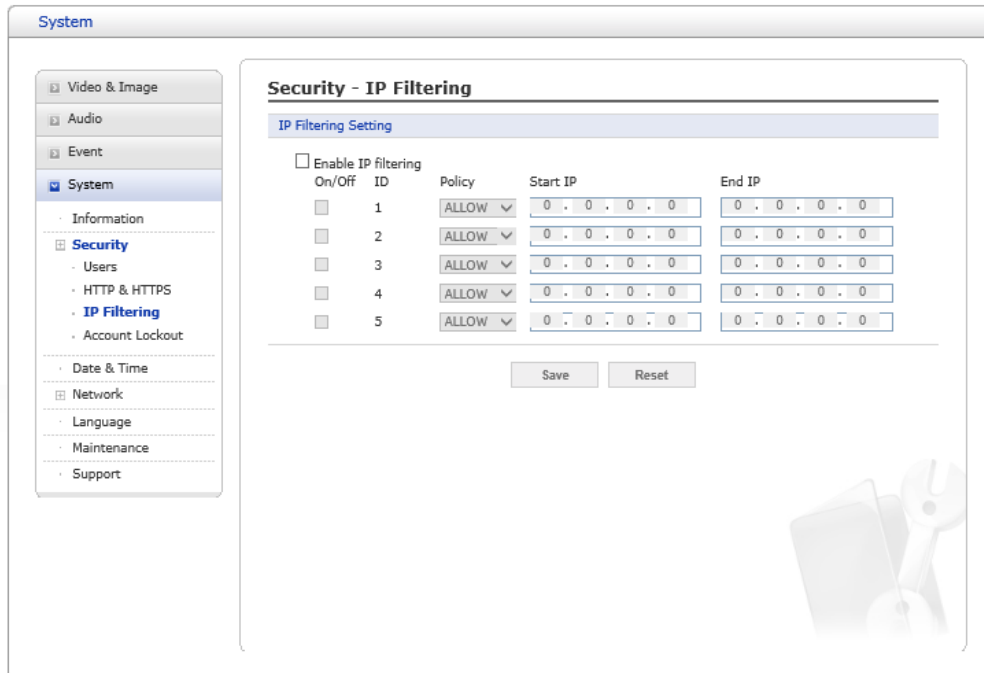 System
Video & Image
Audio
Event
System
Information
Security
Users
HTTP & HTTPS
IP Filtering
Account Lockout
Date & Time
Network
Language
Maintenance
Support
Security - IP Filtering
IP Filtering Setting
Enable IP filtering
On/Off ID Policy Start IP End IP
1 ALLOW 0 . 0 . 0 . 0 0 . 0 . 0 . 0
2 ALLOW 0 . 0 . 0 . 0 0 . 0 . 0 . 0
3 ALLOW 0 . 0 . 0 . 0 0 . 0 . 0 . 0
4 ALLOW 0 . 0 . 0 . 0 0 . 0 . 0 . 0
5 ALLOW 0 . 0 . 0 . 0 0 . 0 . 0 . 0
Save Reset